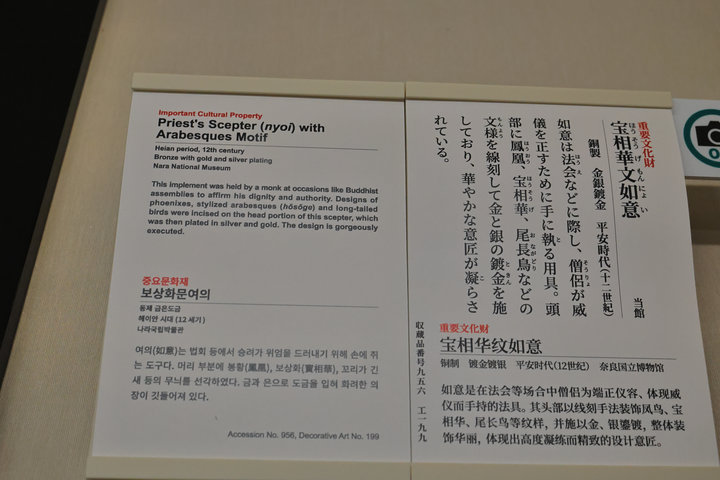 Important Cultural Property
Priest's Scepter (nyoi) with
Arabesques Motif
Heian period, 12th century
Bronze with gold and silver plating
Nara National Museum
This implement was held by a monk at occasions like Buddhist
assemblies to affirm his dignity and authority. Designs of
phoenixes, stylized arabesques (hōsōge) and long-tailed
birds were incised on the head portion of this scepter, which
was then plated in silver and gold. The design is gorgeously
executed.
중요문화재
보상화문여의
동제 금은도금
헤이안 시대 (12 세기)
나라국립박물관
여의(如意)는 법회 등에서 승려가 위엄을 드러내기 위해 손에 쥐
는 도구다. 머리 부분에 봉황(鳳凰), 보상화(寶相華), 꼬리가 긴
새 등의 무늬를 선각하였다. 금과 은으로 도금을 입혀 화려한 의
장이 깃들어져 있다.
Accession No. 956, Decorative Art No. 199
重要文化財
宝相華文如意
ほうそうげもんにょい
銅製 金銀鍍金 平安時代(十二世紀)
当館
如意は法会などに際し、僧侶が威
儀を正すために手に執る用具。頭
部に鳳凰、宝相華、尾長鳥などの
文様を線刻して金と銀の鍍金を施
しており、華やかな意匠が凝らさ
れている。
収蔵品番号九五六 工一九九
重要文化财
宝相华纹如意
铜制 镀金镀银 平安时代(12世纪) 奈良国立博物馆
如意是在法会等场合中僧侣为端正仪容、体现威
仪而手持的法具。其头部以线刻手法装饰凤鸟、宝
相华、尾长鸟等纹样，并施以金、银鎏镀，整体装
饰华丽，体现出高度凝练而精致的设计意匠。